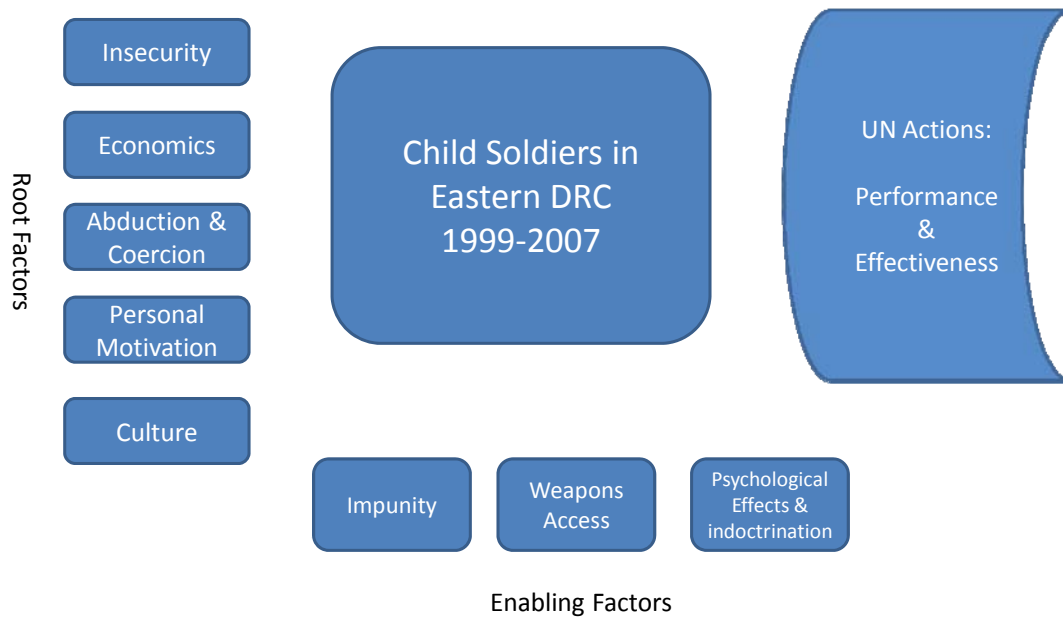 Root Factors
Insecurity
Economics
Abduction &
Coercion
Personal
Motivation
Culture
Child Soldiers in
Eastern DRC
1999-2007
UN Actions:
Performance
&
Effectiveness
Impunity
Weapons
Access
Psychological
Effects &
indoctrination
Enabling Factors